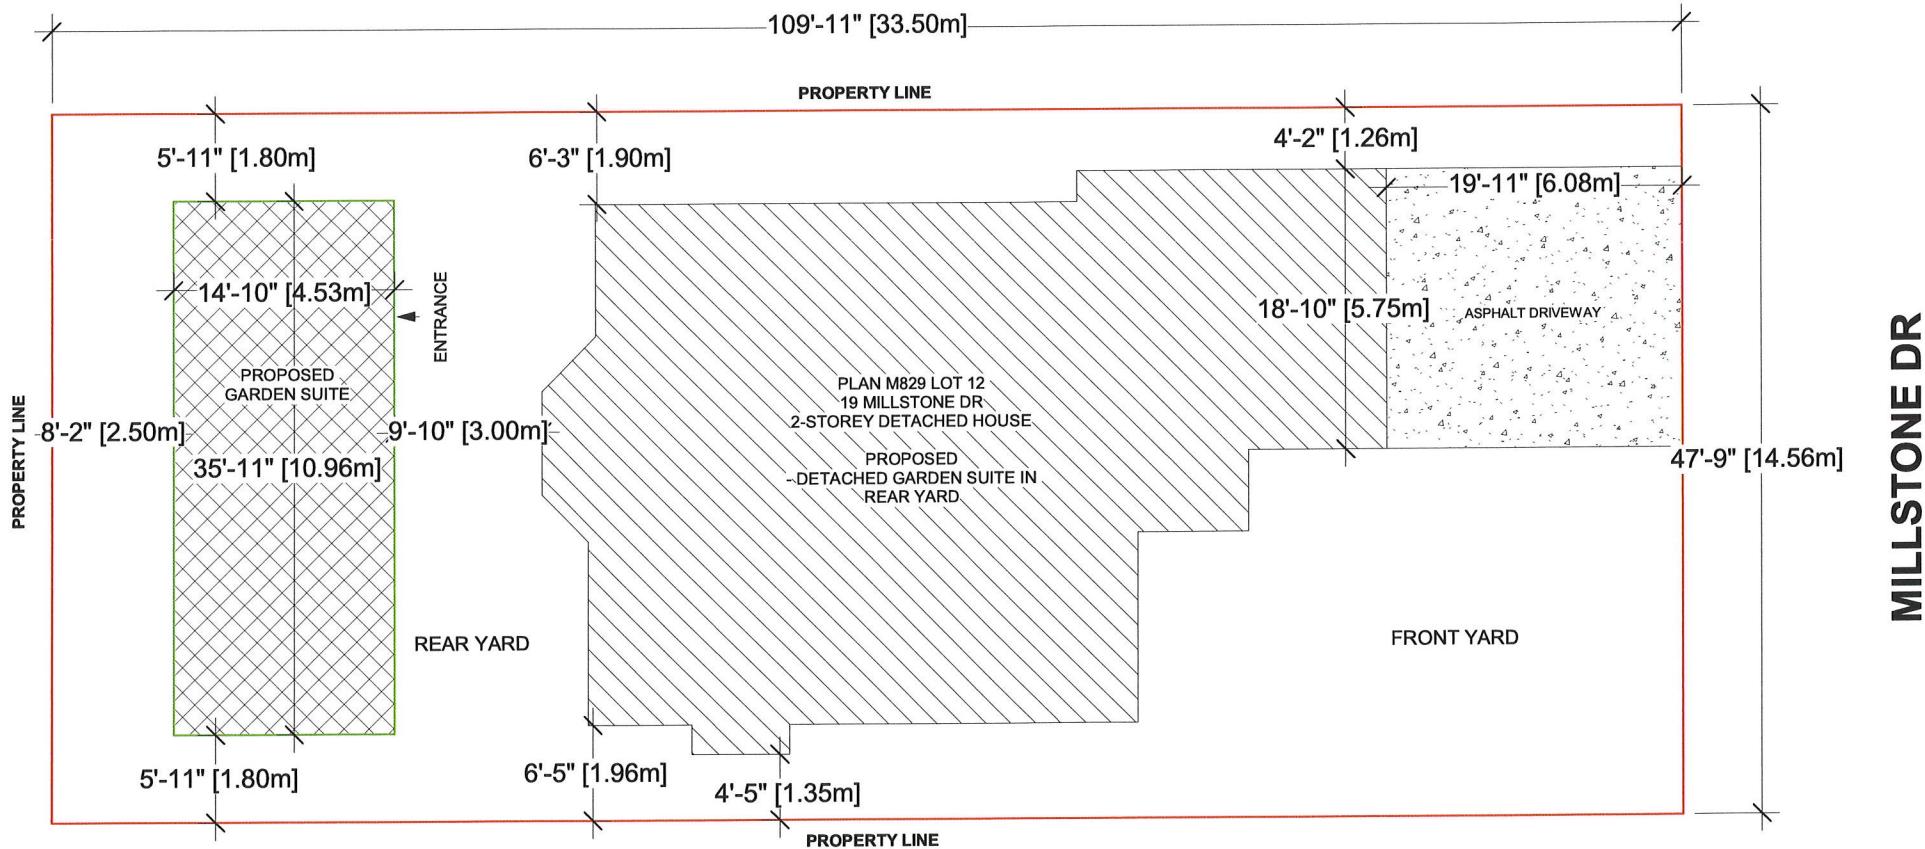 109'-11" [33.50m]
PROPERTY LINE
4'-2" [1.26m]
5'-11" [1.80m]
6'-3" [1.90m]
19'-11" [6.08m]
14'-10" [4.53m]
ENTRANCE
18'-10" [5.75m]
ASPHALT DRIVEWAY
PROPOSED
GARDEN SUITE
PLAN M829 LOT 12
19 MILLSTONE DR
2-STOREY DETACHED HOUSE
PROPOSED
- DETACHED GARDEN SUITE IN
REAR YARD
PROPERTY LINE
8'-2" [2.50m]
9'-10" [3.00m]
35'-11" [10.96m]
47'-9" [14.56m]
MILLSTONE DR
REAR YARD
FRONT YARD
5'-11" [1.80m]
6'-5" [1.96m]
4'-5" [1.35m]
PROPERTY LINE